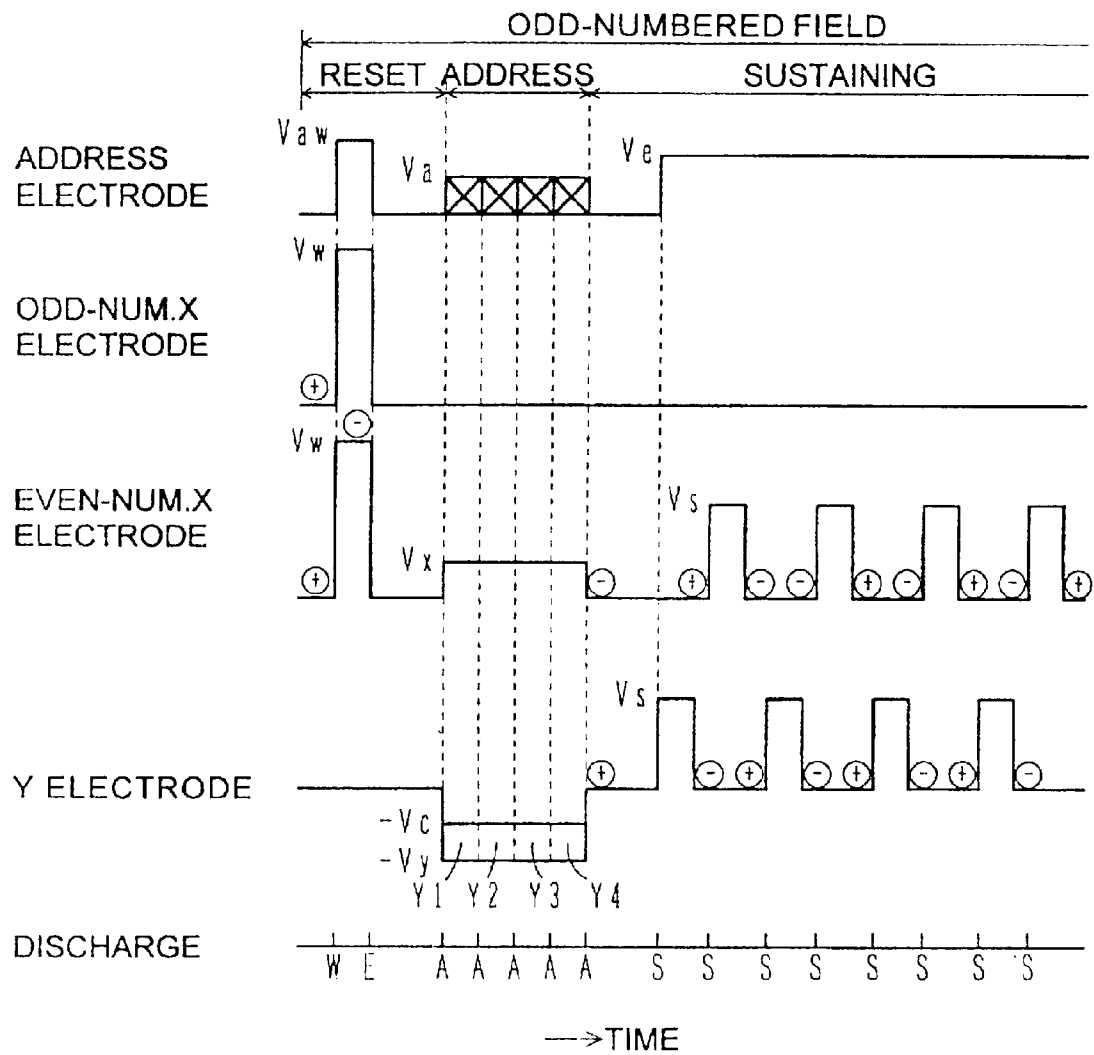 ODD-NUMBERED FIELD
RESET ADDRESS SUSTAINING
ADDRESS
ELECTRODE
Vaw
Va
Ve
ODD-NUM.X
ELECTRODE
Vw
+
-
EVEN-NUM.X
ELECTRODE
Vw
Vx
Vs
+ - + - - + - + - +
Y ELECTRODE
Vs
+ - + - + - + -
-Vc
-Vy
Y1 Y2 Y3 Y4
DISCHARGE
W E A A A A A S S S S S S S S
-->TIME